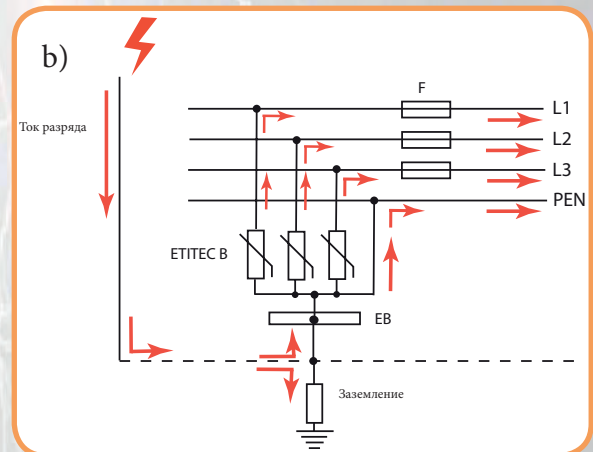 b)
F
L1
Ток разряда
L2
L3
PEN
ETITEC B
EB
Заземление